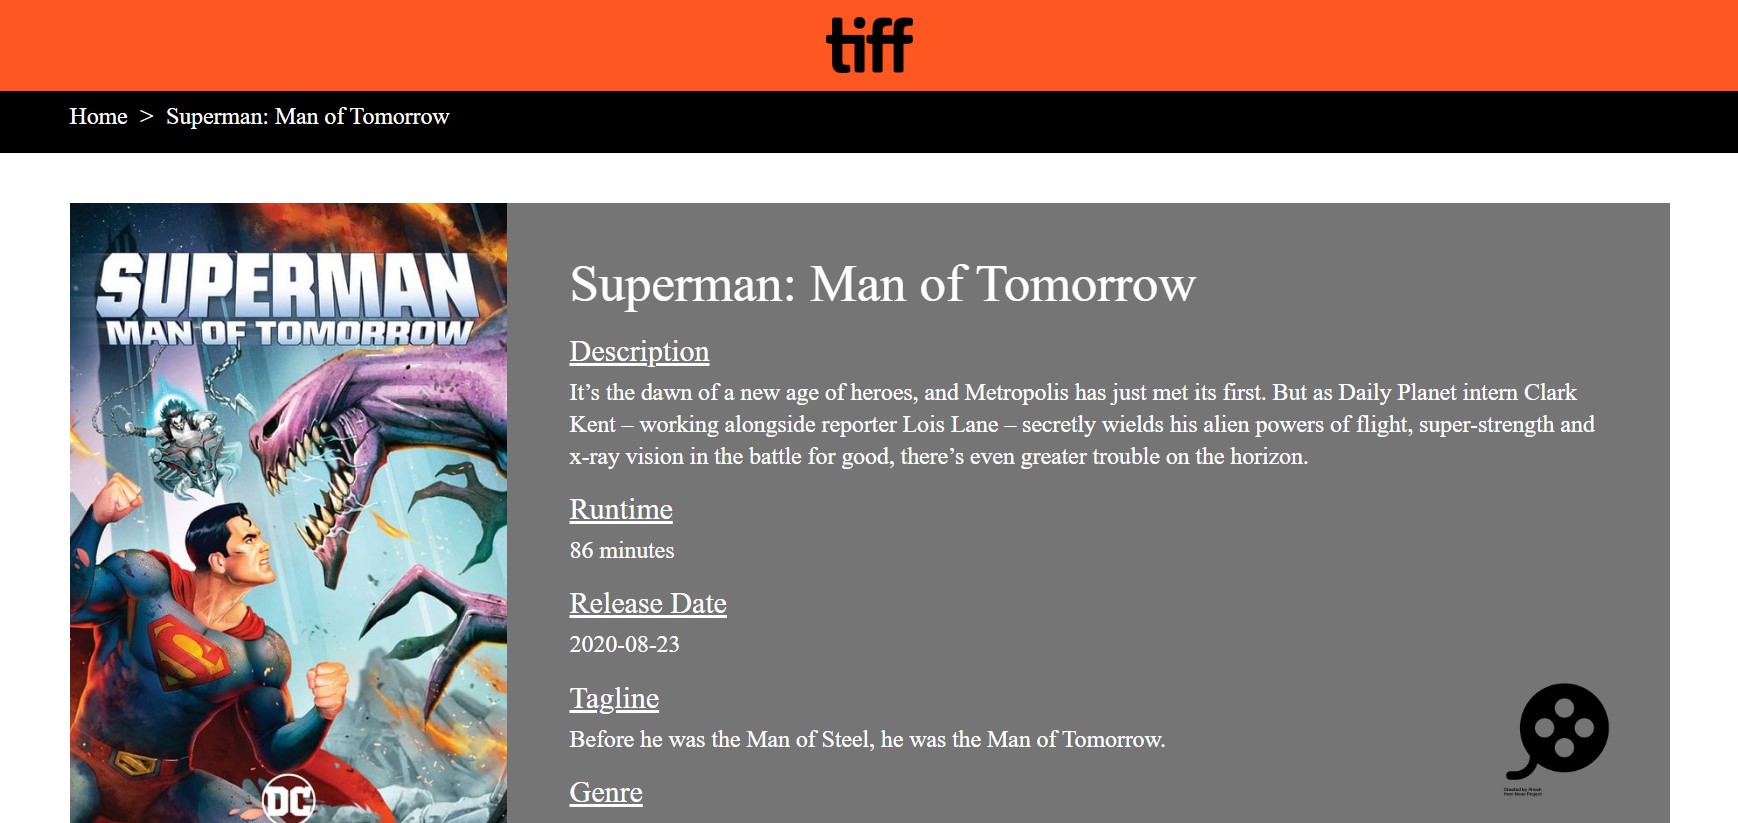 tiff
Home > Superman: Man of Tomorrow
SUPERMAN
MAN OF TOMORROW
DC
Superman: Man of Tomorrow
Description
It’s the dawn of a new age of heroes, and Metropolis has just met its first. But as Daily Planet intern Clark
Kent – working alongside reporter Lois Lane – secretly wields his alien powers of flight, super-strength and
x-ray vision in the battle for good, there’s even greater trouble on the horizon.
Runtime
86 minutes
Release Date
2020-08-23
Tagline
Before he was the Man of Steel, he was the Man of Tomorrow.
Genre
from Noun Project